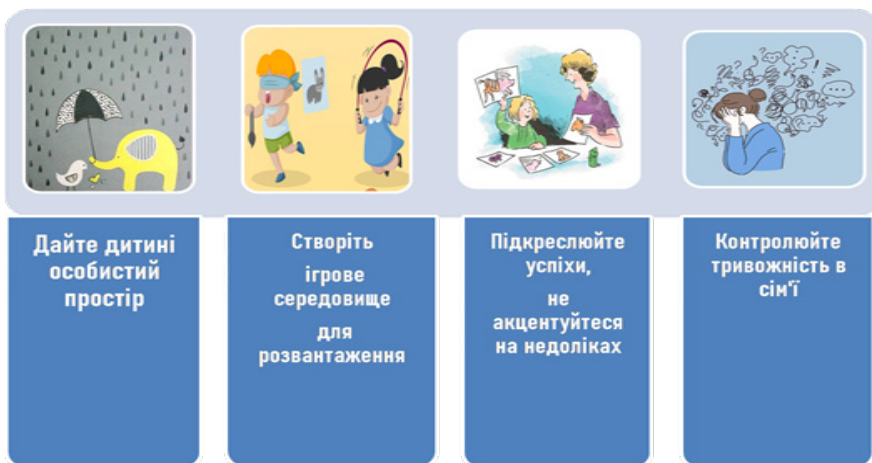 Дайте дитині
особистий
простір
Створіть
ігрове
середовище
для
розвантаження
Підкреслюйте
успіхи,
не
акцентуйтеся
на недоліках
Контролюйте
тривожність в
сім'ї